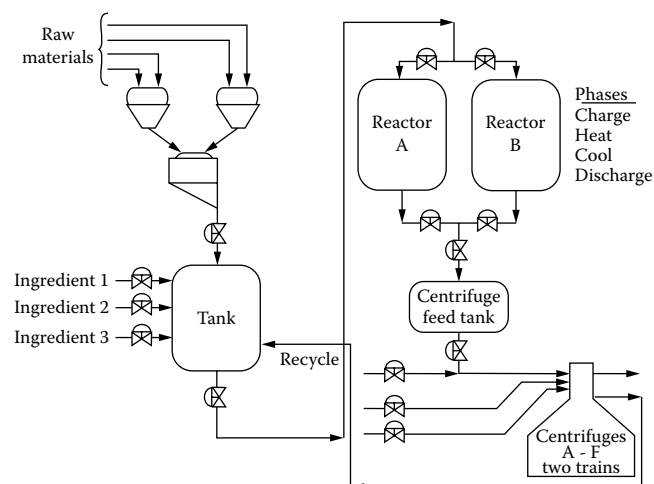 Raw
materials
Reactor
A
Reactor
B
Phases
Charge
Heat
Cool
Discharge
Ingredient 1
Ingredient 2
Ingredient 3
Tank
Centrifuge
feed tank
Recycle
Centrifuges
A - F
two trains